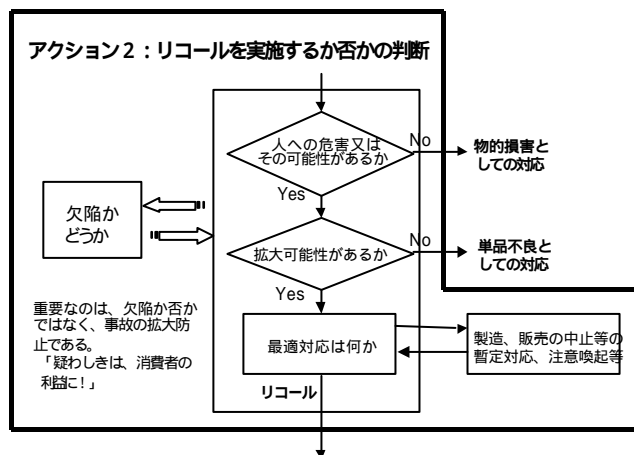 アクション2：リコールを実施するか否かの判断
人への危害又は
その可能性があるか
No
物的損害と
しての対応
Yes
欠陥か
どうか
拡大可能性があるか
No
単品不良と
しての対応
Yes
重要なのは、欠陥か否か
ではなく、事故の拡大防
止である。
「疑わしきは、消費者の
利益に!」
最適対応は何か
製造、販売の中止等の
暫定対応、注意喚起等
リコール